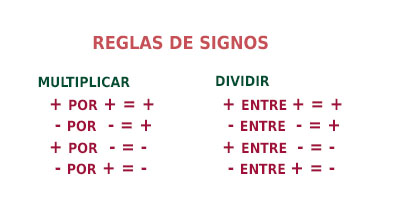 REGLAS DE SIGNOS
MULTIPLICAR
+ POR + = +
- POR - = +
+ POR - = -
- POR + = -
DIVIDIR
+ ENTRE + = +
- ENTRE - = +
+ ENTRE - = -
- ENTRE + = -